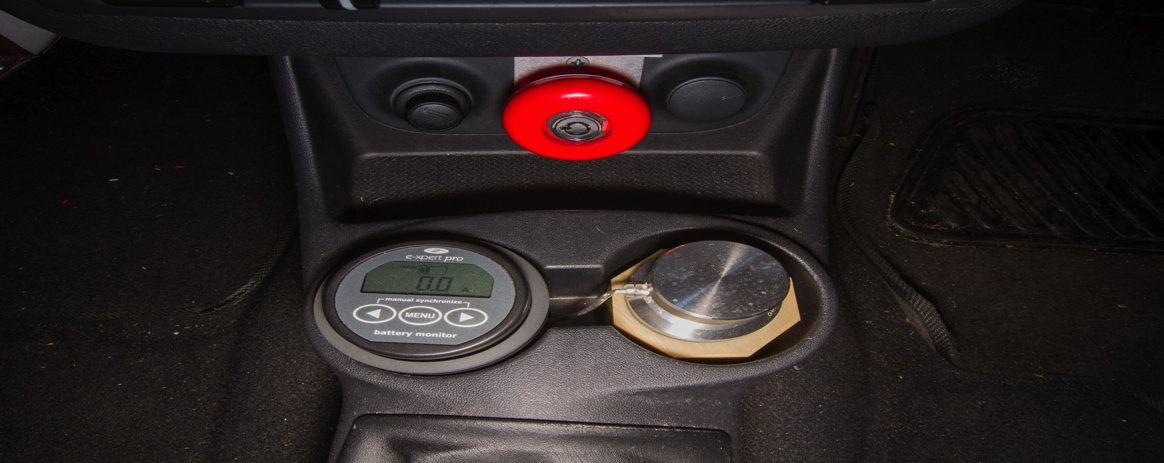 e-xpert pro
0.0 A
manual synchronize
MENU
battery monitor